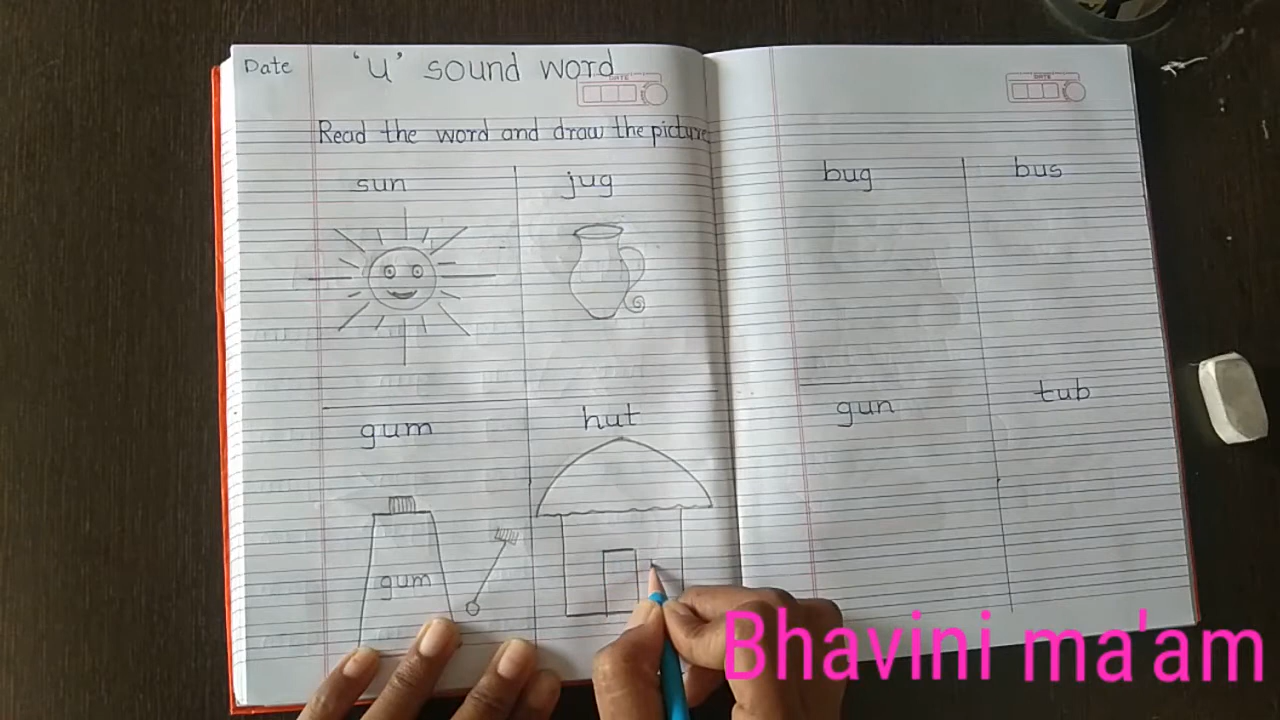 Date
'u' sound word
DATE
Read the word and draw the picture
sun
jug
gum
hut
gum
DATE
bug
bus
gun
tub
Bhavini ma'am